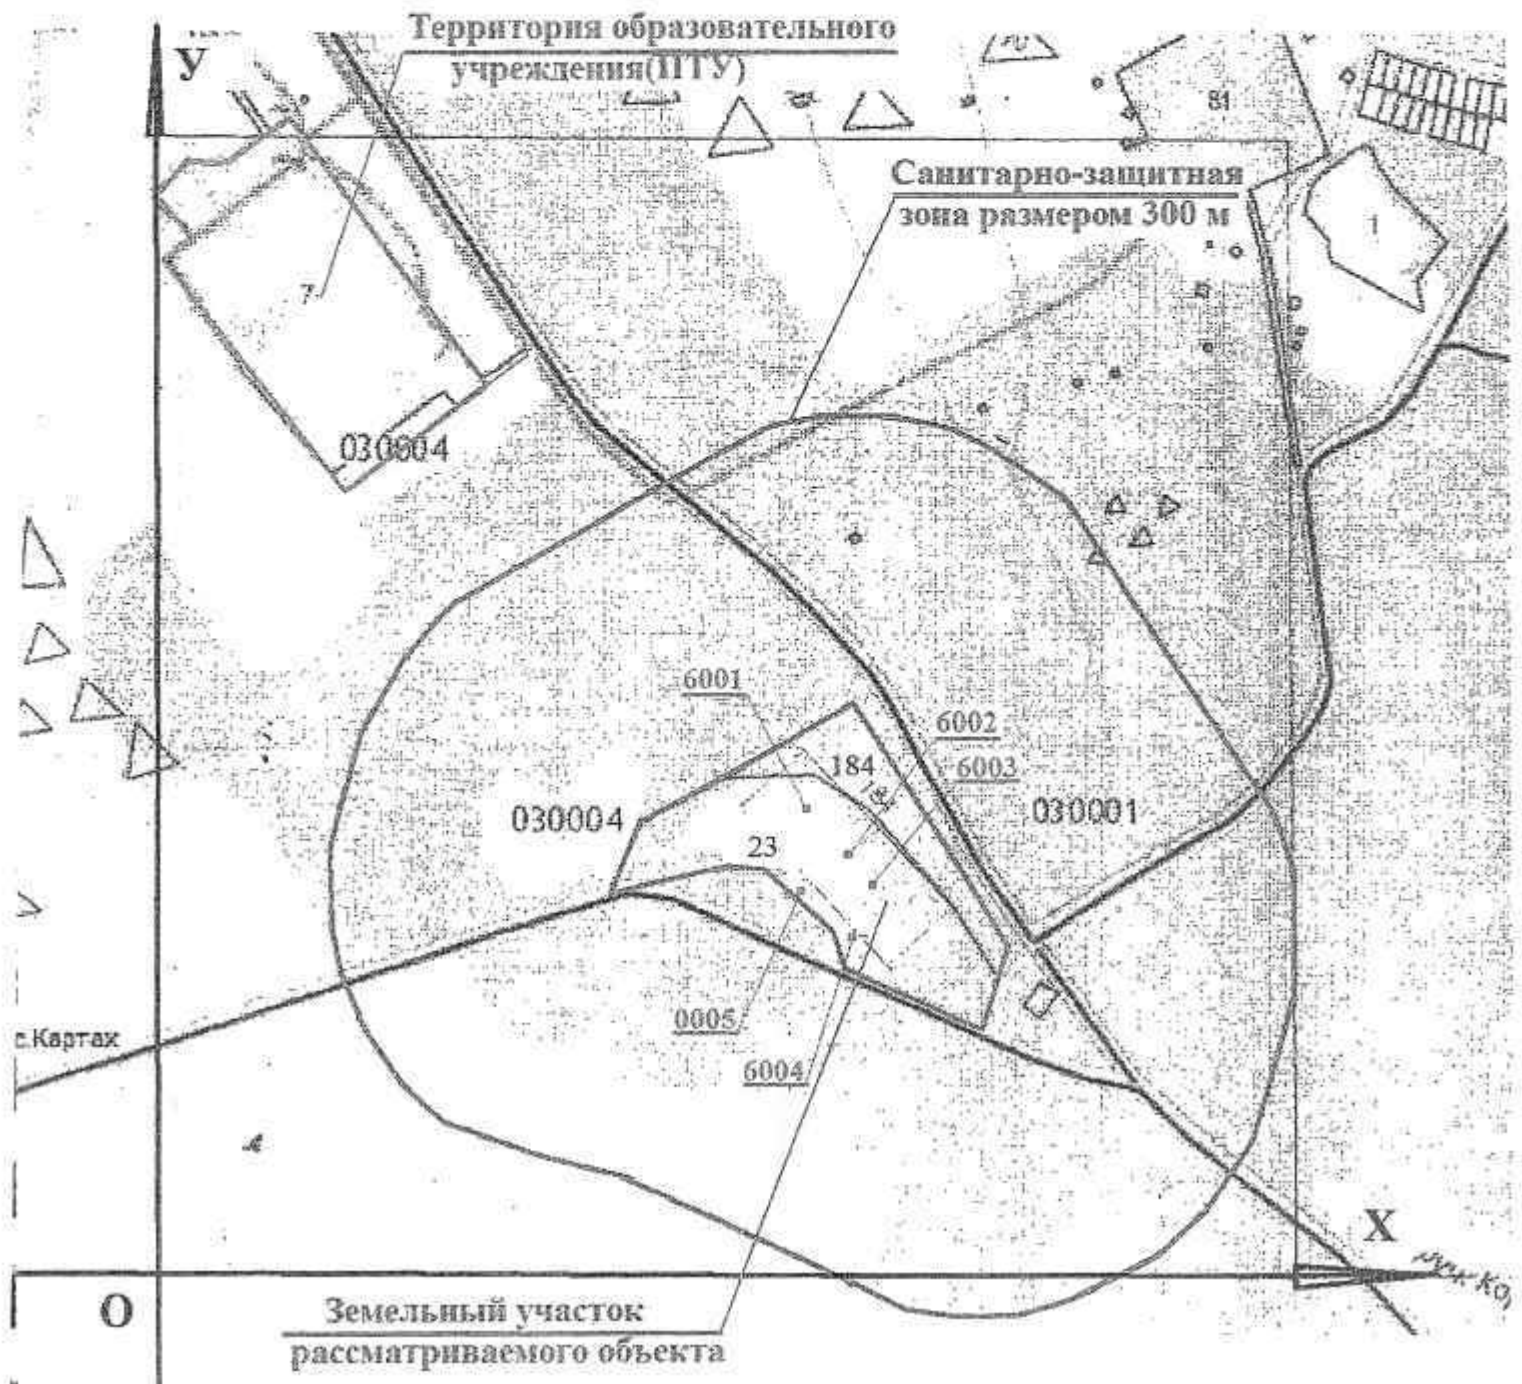 Территория образовательного
учреждения(ПТУ)
У
81
Санитарно-защитная
зона размером 300 м
1
7
030004
6001
6002
184
6003
030004
030001
23
0005
с.Картах
6004
Х
О
Земельный участок
рассматриваемого объекта